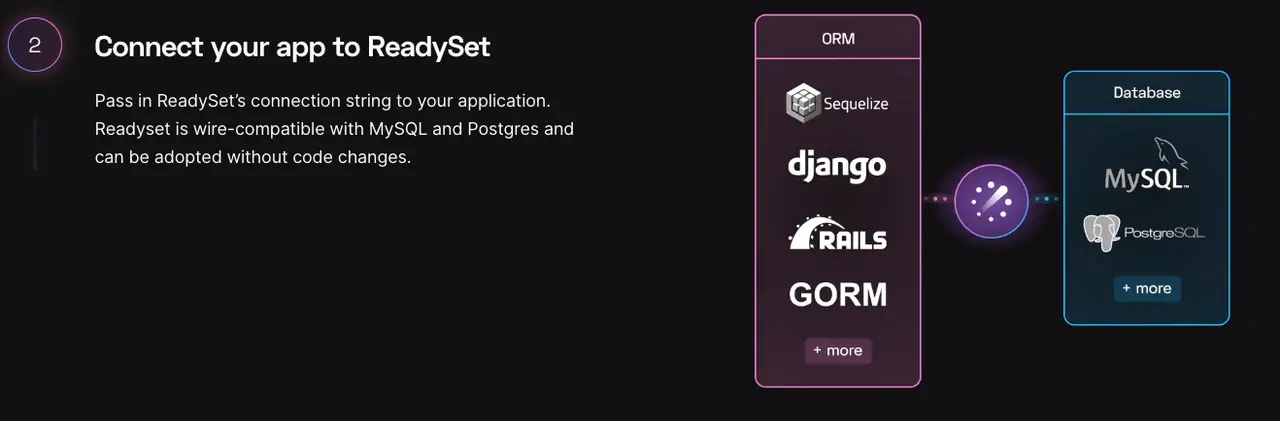 2
Connect your app to ReadySet
Pass in ReadySet’s connection string to your application.
Readyset is wire-compatible with MySQL and Postgres and
can be adopted without code changes.
ORM
Sequelize
django
RAILS
GORM
+ more
Database
MySQL™
PostgreSQL
+ more